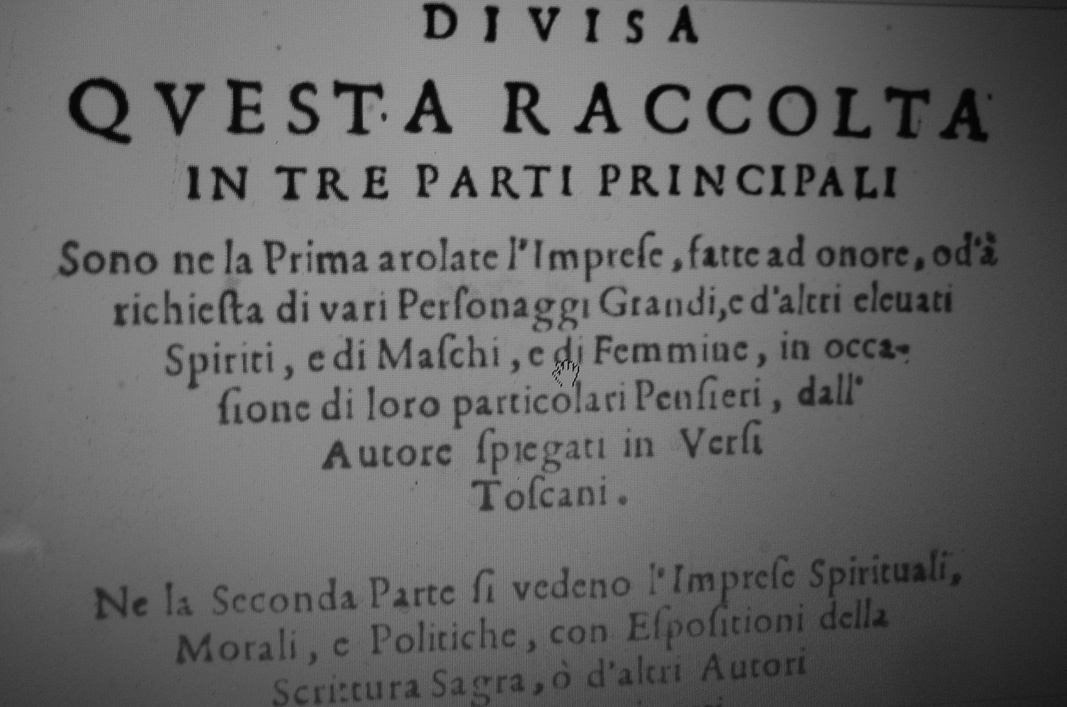 DIVISA
QVESTA RACCOLTA
IN TRE PARTI PRINCIPALI
Sono ne la Prima arolate l'Impreſe, fatte ad onore, od'à
richieſta di vari Perſonaggi Grandi, e d'altri eleuati
Spiriti, e di Maſchi, e di Femmine, in occa-
ſione di loro particolari Penſieri, dall'
Autore ſpiegati in Verſi
Toſcani.
Ne la Seconda Parte ſi vedeno l'Impreſe Spirituali,
Morali, e Politiche, con Eſpoſitioni della
Scrittura Sagra, ò d'altri Autori